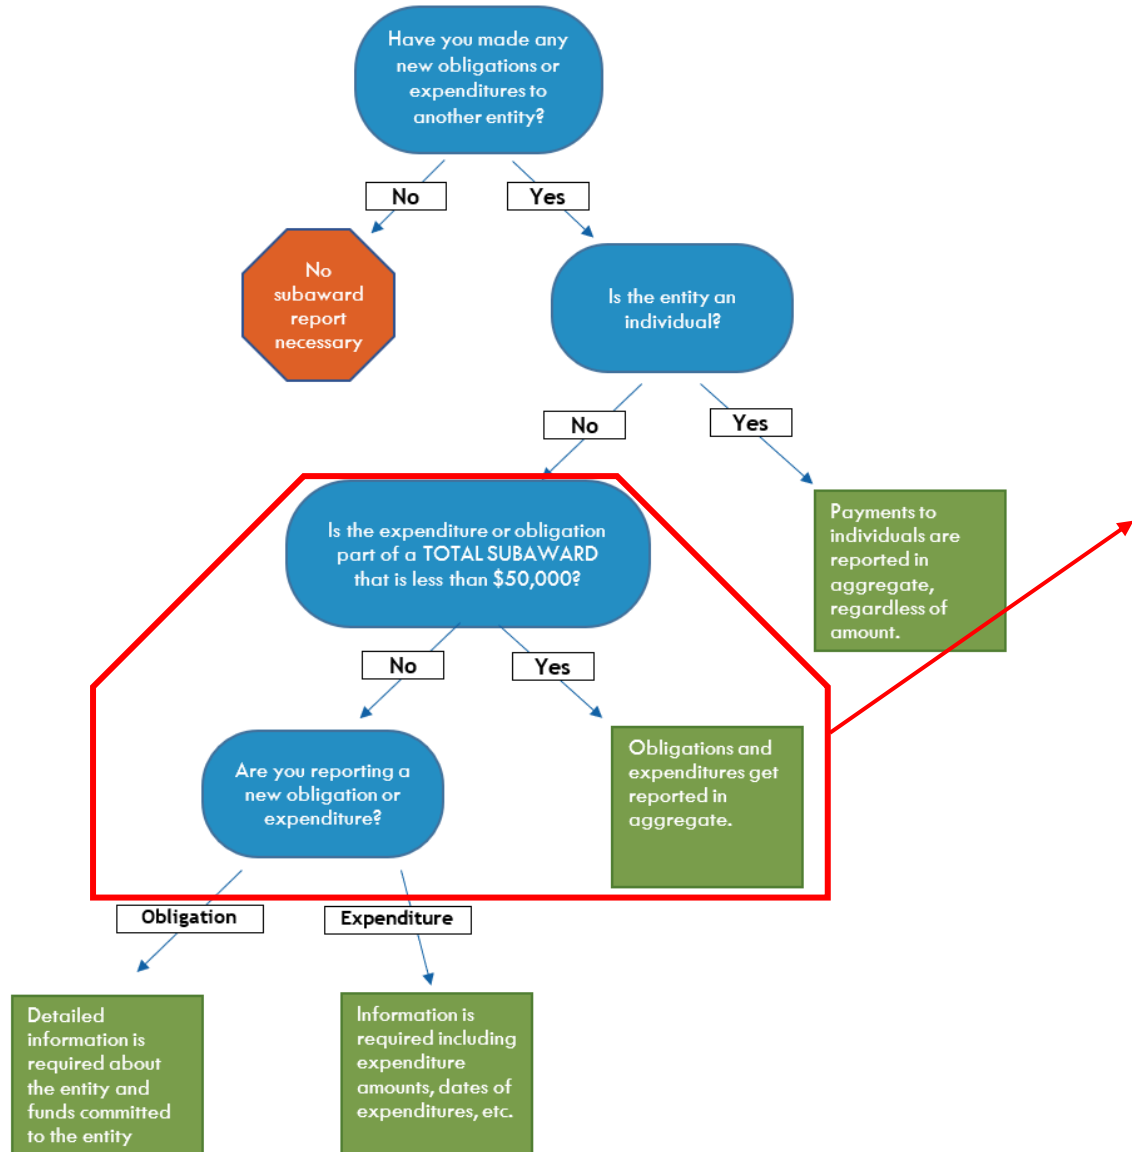 Have you made any
new obligations or
expenditures to
another entity?
No
Yes
No
subaward
report
necessary
Is the entity an
individual?
No
Yes
Is the expenditure or obligation
part of a TOTAL SUBAWARD
that is less than $50,000?
Payments to
individuals are
reported in
aggregate,
regardless of
amount.
No
Yes
Are you reporting a
new obligation or
expenditure?
Obligations and
expenditures get
reported in
aggregate.
Obligation
Expenditure
Detailed
information is
required about
the entity and
funds committed
to the entity
Information is
required including
expenditure
amounts, dates of
expenditures, etc.